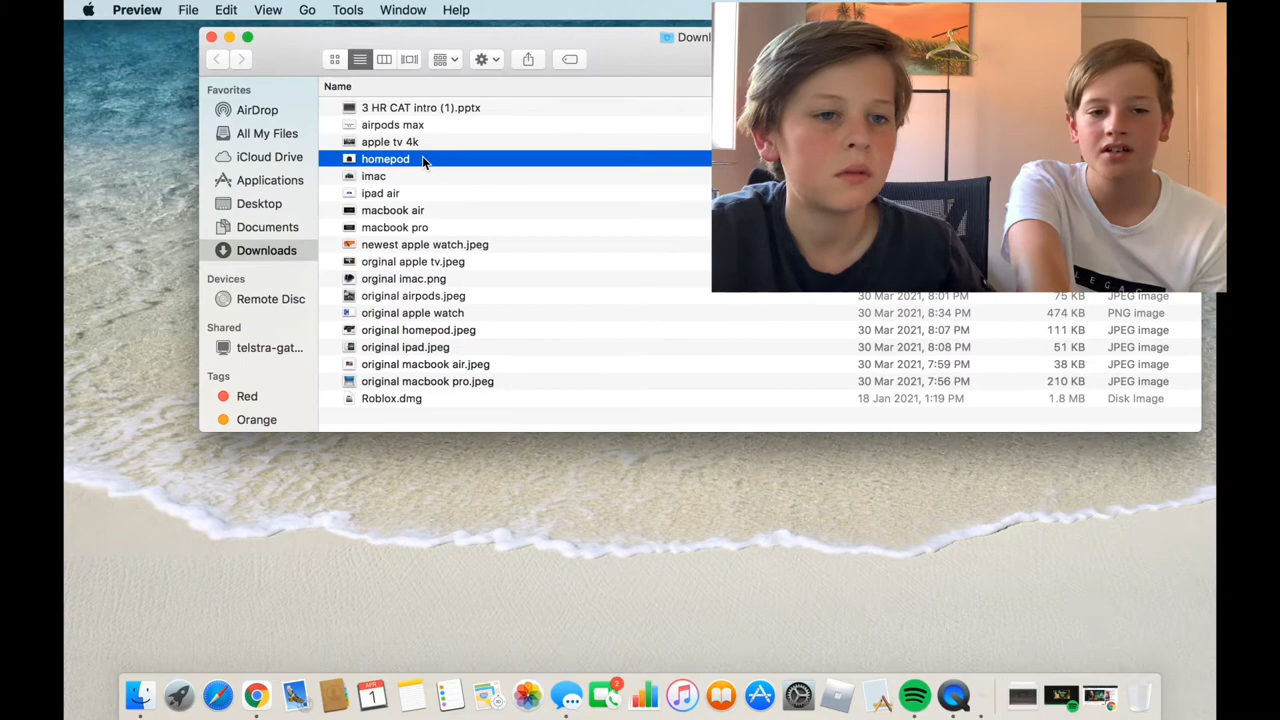 Preview File Edit View Go Tools Window Help
Downl
Favorites
AirDrop
All My Files
iCloud Drive
Applications
Desktop
Documents
Downloads
Devices
Remote Disc
Shared
telstra-gat...
Tags
Red
Orange
Name
3 HR CAT intro (1).pptx
airpods max
apple tv 4k
homepod
imac
ipad air
macbook air
macbook pro
newest apple watch.jpeg
orginal apple tv.jpeg
orginal imac.png
original airpods.jpeg 30 Mar 2021, 8:01 PM 75 KB JPEG image
original apple watch 30 Mar 2021, 8:34 PM 474 KB PNG image
original homepod.jpeg 30 Mar 2021, 8:07 PM 111 KB JPEG image
original ipad.jpeg 30 Mar 2021, 8:08 PM 51 KB JPEG image
original macbook air.jpeg 30 Mar 2021, 7:59 PM 38 KB JPEG image
original macbook pro.jpeg 30 Mar 2021, 7:56 PM 210 KB JPEG image
Roblox.dmg 18 Jan 2021, 1:19 PM 1.8 MB Disk Image
LEGAC
APR
1
2